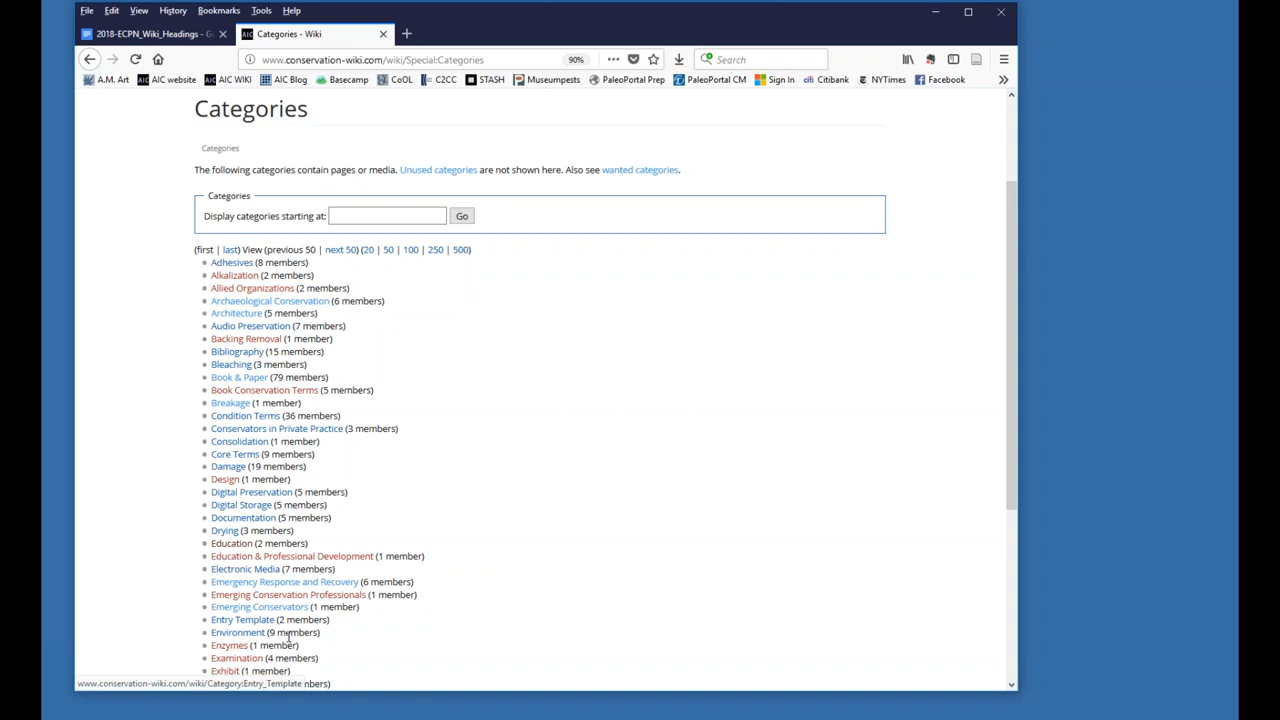 File Edit View History Bookmarks Tools Help
2018-ECPN_Wiki_Headings - G
AIC Categories - Wiki
www.conservation-wiki.com/wiki/Special:Categories 90% Search
A.M. Art AIC AIC website AIC AIC WIKI AIC Blog Basecamp CoOL C2CC STASH Museumpests PaleoPortal Prep PaleoPortal CM Sign In Citibank NYTimes Facebook
Categories
Categories
The following categories contain pages or media. Unused categories are not shown here. Also see wanted categories.
Categories
Display categories starting at: Go
(first | last) View (previous 50 | next 50) (20 | 50 | 100 | 250 | 500)
Adhesives (8 members)
Alkalization (2 members)
Allied Organizations (2 members)
Archaeological Conservation (6 members)
Architecture (5 members)
Audio Preservation (7 members)
Backing Removal (1 member)
Bibliography (15 members)
Bleaching (3 members)
Book & Paper (79 members)
Book Conservation Terms (5 members)
Breakage (1 member)
Condition Terms (36 members)
Conservators in Private Practice (3 members)
Consolidation (1 member)
Core Terms (9 members)
Damage (19 members)
Design (1 member)
Digital Preservation (5 members)
Digital Storage (5 members)
Documentation (5 members)
Drying (3 members)
Education (2 members)
Education & Professional Development (1 member)
Electronic Media (7 members)
Emergency Response and Recovery (6 members)
Emerging Conservation Professionals (1 member)
Emerging Conservators (1 member)
Entry Template (2 members)
Environment (9 members)
Enzymes (1 member)
Examination (4 members)
Exhibit (1 member)
www.conservation-wiki.com/wiki/Category:Entry_Template nbers)